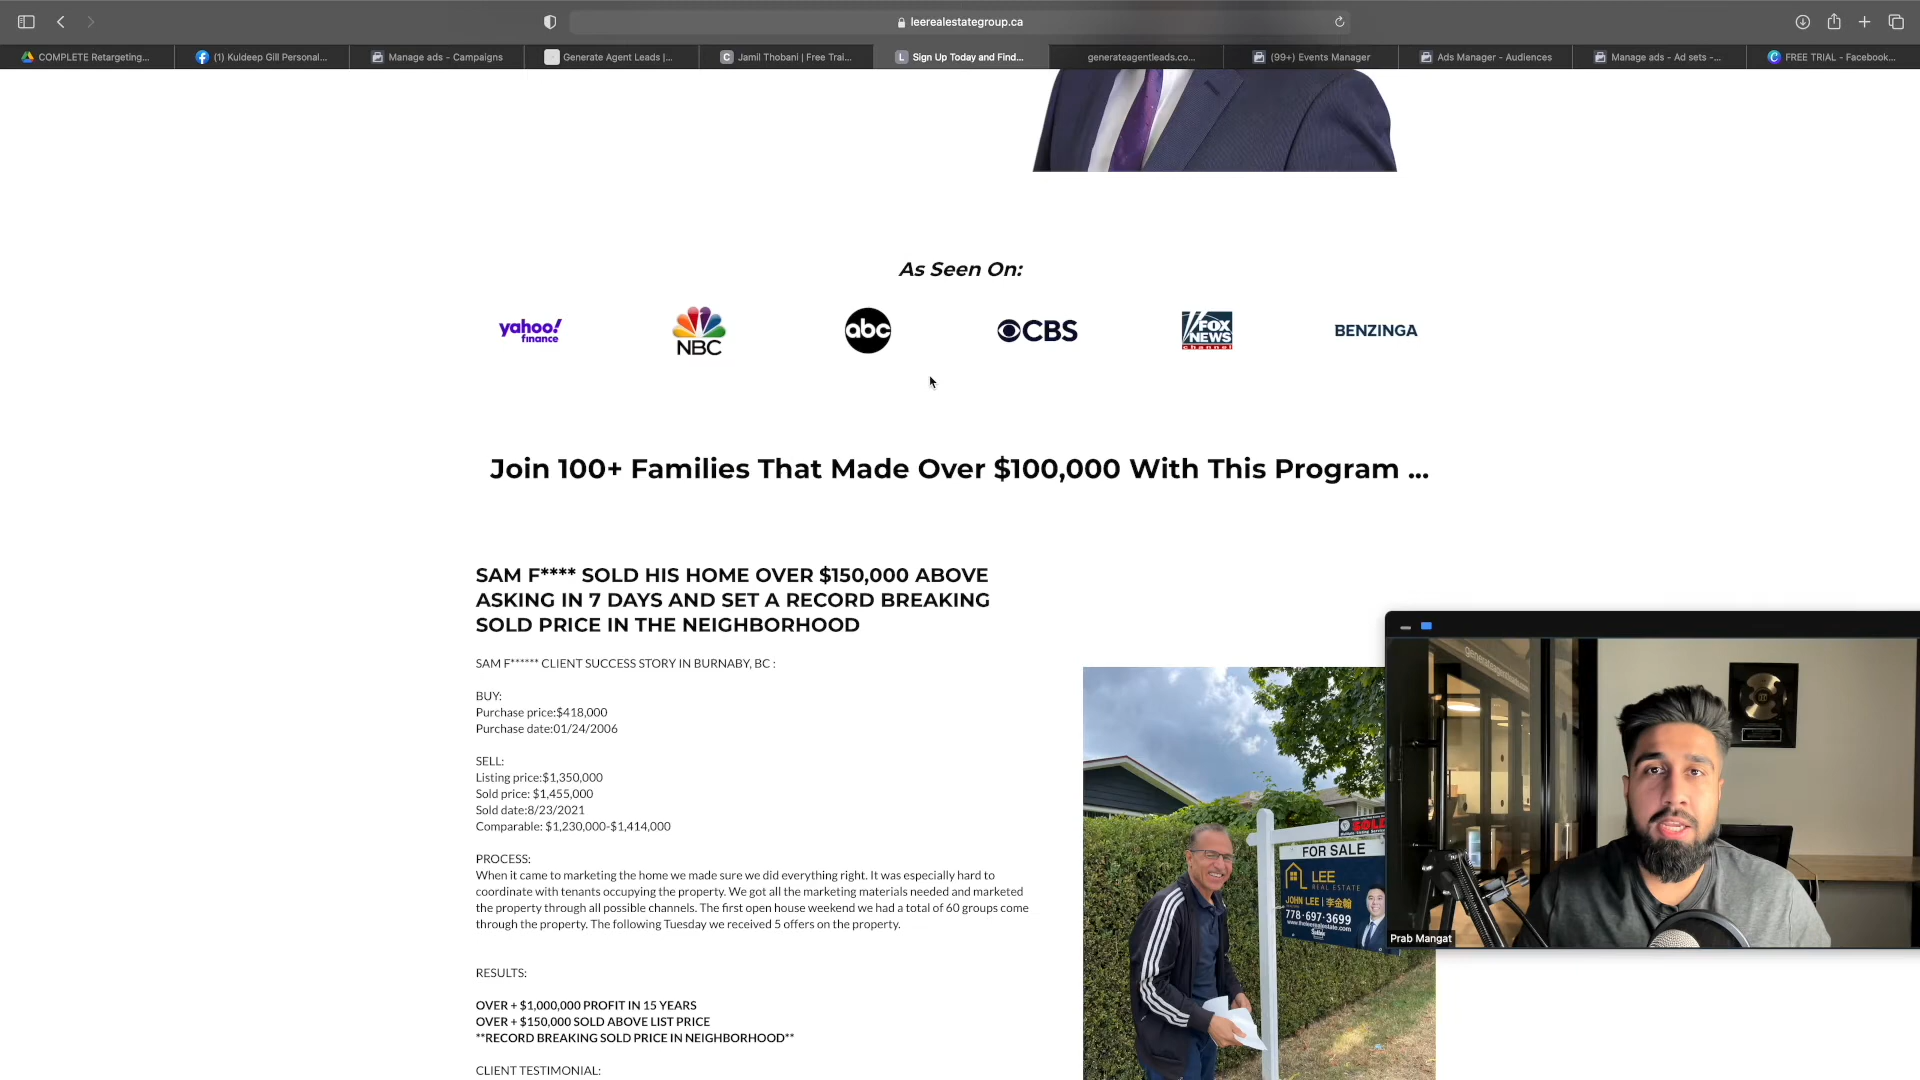 leerealestategroup.ca
COMPLETE Retargeting...
(1) Kuldeep Gill Personal...
Manage ads - Campaigns
Generate Agent Leads |...
Jamil Thobani | Free Trai...
Sign Up Today and Find...
generateagentleads.co...
(99+) Events Manager
Ads Manager - Audiences
Manage ads - Ad sets -...
FREE TRIAL - Facebook...
As Seen On:
yahoo!
finance
NBC
abc
CBS
FOX
NEWS
channel
BENZINGA
Join 100+ Families That Made Over $100,000 With This Program ...
SAM F**** SOLD HIS HOME OVER $150,000 ABOVE
ASKING IN 7 DAYS AND SET A RECORD BREAKING
SOLD PRICE IN THE NEIGHBORHOOD
SAM F****** CLIENT SUCCESS STORY IN BURNABY, BC :
BUY:
Purchase price:$418,000
Purchase date:01/24/2006
SELL:
Listing price:$1,350,000
Sold price: $1,455,000
Sold date:8/23/2021
Comparable: $1,230,000-$1,414,000
PROCESS:
When it came to marketing the home we made sure we did everything right. It was especially hard to
coordinate with tenants occupying the property. We got all the marketing materials needed and marketed
the property through all possible channels. The first open house weekend we had a total of 60 groups come
through the property. The following Tuesday we received 5 offers on the property.
RESULTS:
OVER + $1,000,000 PROFIT IN 15 YEARS
OVER + $150,000 SOLD ABOVE LIST PRICE
**RECORD BREAKING SOLD PRICE IN NEIGHBORHOOD**
CLIENT TESTIMONIAL:
SOLD
FOR SALE
LEE
REAL ESTATE
JOHN LEE | 李金翰
778·697·3699
www.theleerealestate.com
Prab Mangat